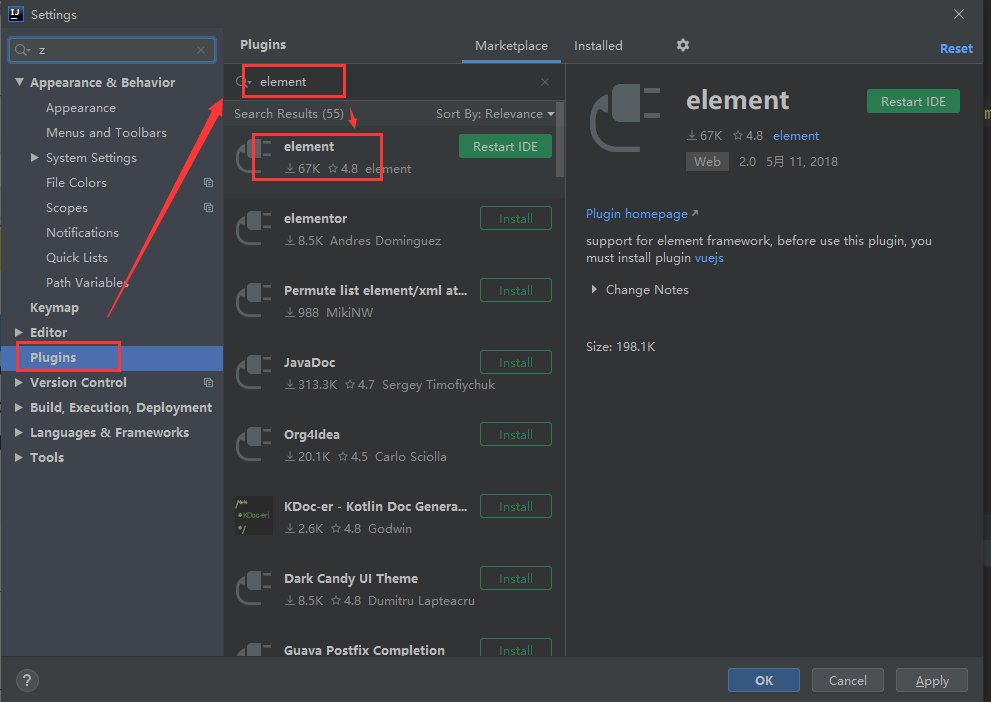 Settings
z
Appearance & Behavior
Appearance
Menus and Toolbars
System Settings
File Colors
Scopes
Notifications
Quick Lists
Path Variables
Keymap
Editor
Plugins
Version Control
Build, Execution, Deployment
Languages & Frameworks
Tools
Plugins
Marketplace
Installed
Reset
element
Search Results (55)
Sort By: Relevance
element
67K 4.8 element
Restart IDE
elementor
8.5K Andres Dominguez
Install
Permute list element/xml at...
988 MikiNW
Install
JavaDoc
313.3K 4.7 Sergey Timofiychuk
Install
Org4Idea
20.1K 4.5 Carlo Sciolla
Install
/**
*KDoc-er|
*/
KDoc-er - Kotlin Doc Genera...
2.6K 4.8 Godwin
Install
Dark Candy UI Theme
8.5K 4.8 Dumitru Lapteacru
Install
Guava Postfix Completion
Install
element
Restart IDE
67K 4.8 element
Web 2.0 5月 11, 2018
Plugin homepage
support for element framework, before use this plugin, you
must install plugin vuejs
Change Notes
Size: 198.1K
?
OK
Cancel
Apply